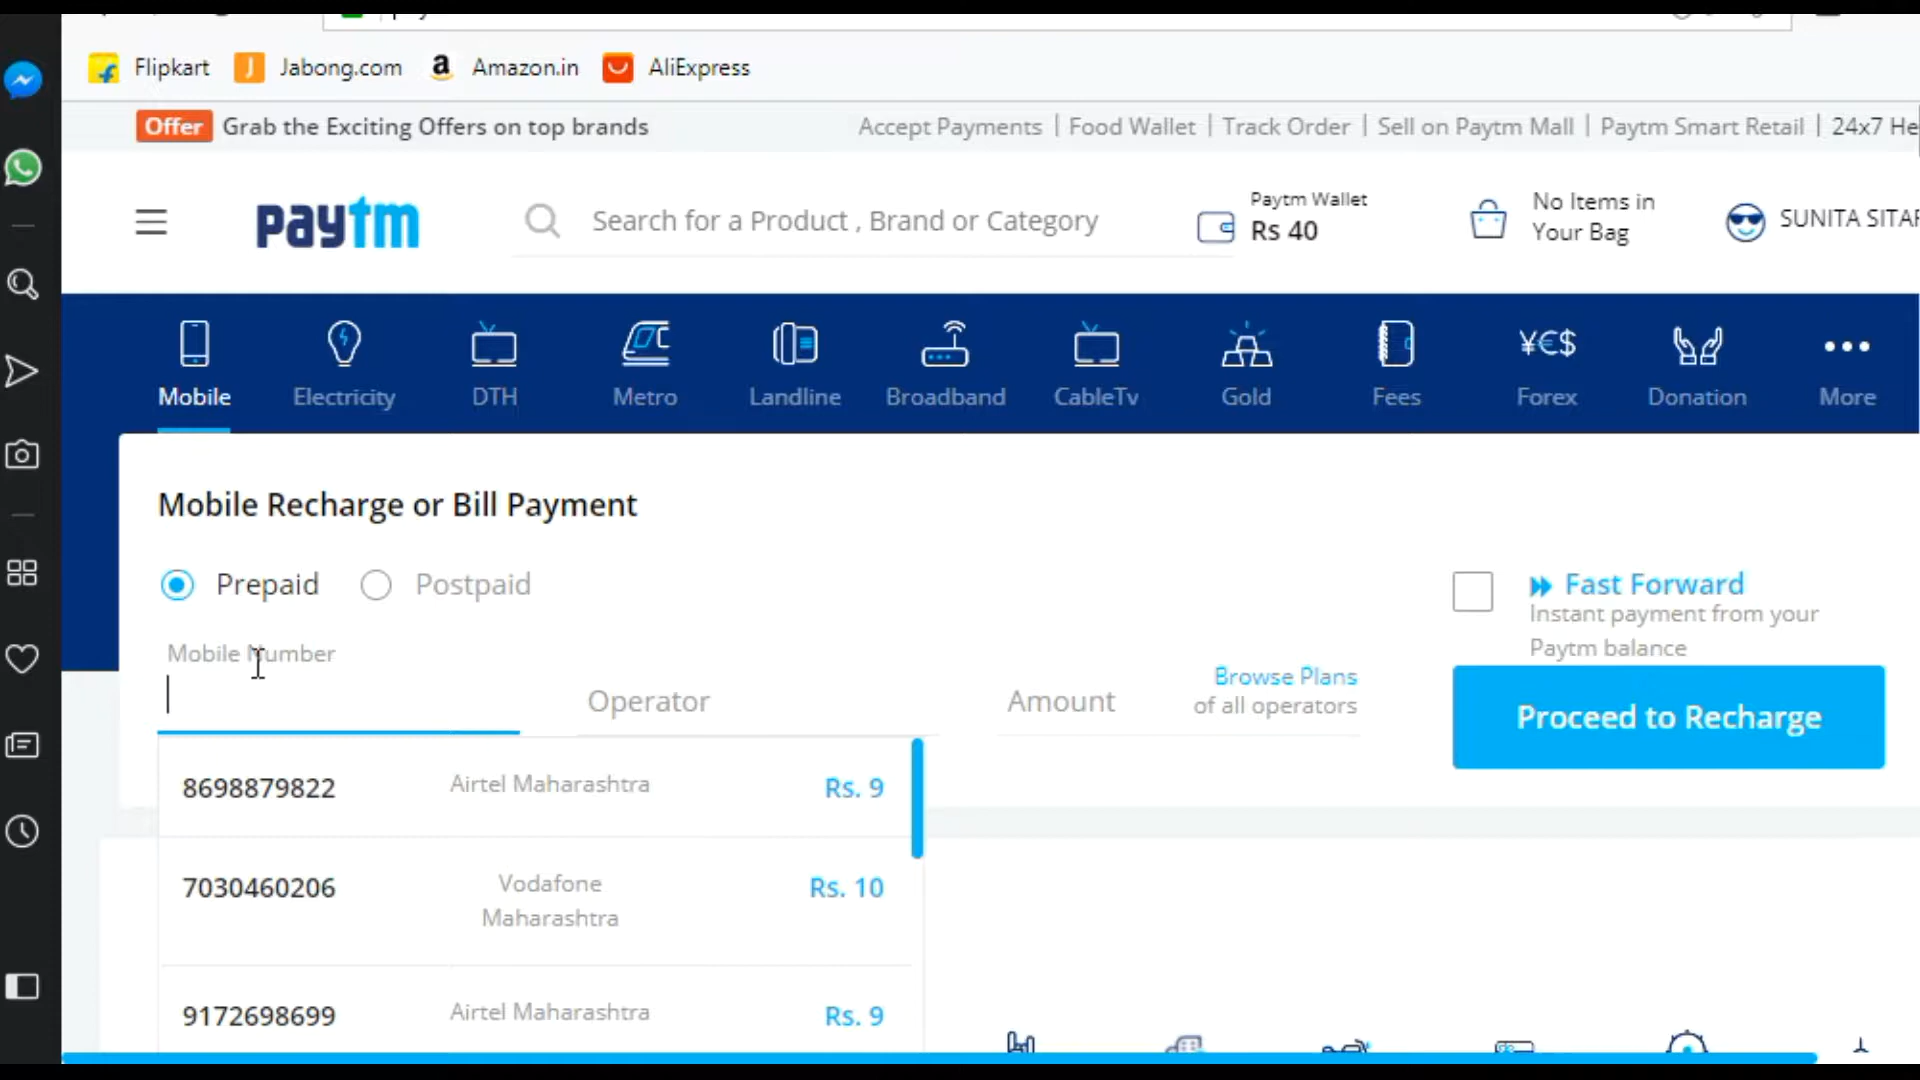 Flipkart Jabong.com Amazon.in AliExpress
Offer Grab the Exciting Offers on top brands Accept Payments | Food Wallet | Track Order | Sell on Paytm Mall | Paytm Smart Retail | 24x7 He
paytm
Search for a Product , Brand or Category
Paytm Wallet
Rs 40
No Items in
Your Bag
SUNITA SITAR
Mobile Electricity DTH Metro Landline Broadband CableTv Gold Fees Forex Donation More
Mobile Recharge or Bill Payment
Prepaid Postpaid
Fast Forward
Instant payment from your
Paytm balance
Mobile Number
Operator
Amount
Browse Plans
of all operators
Proceed to Recharge
8698879822 Airtel Maharashtra Rs. 9
7030460206 Vodafone Rs. 10
Maharashtra
9172698699 Airtel Maharashtra Rs. 9